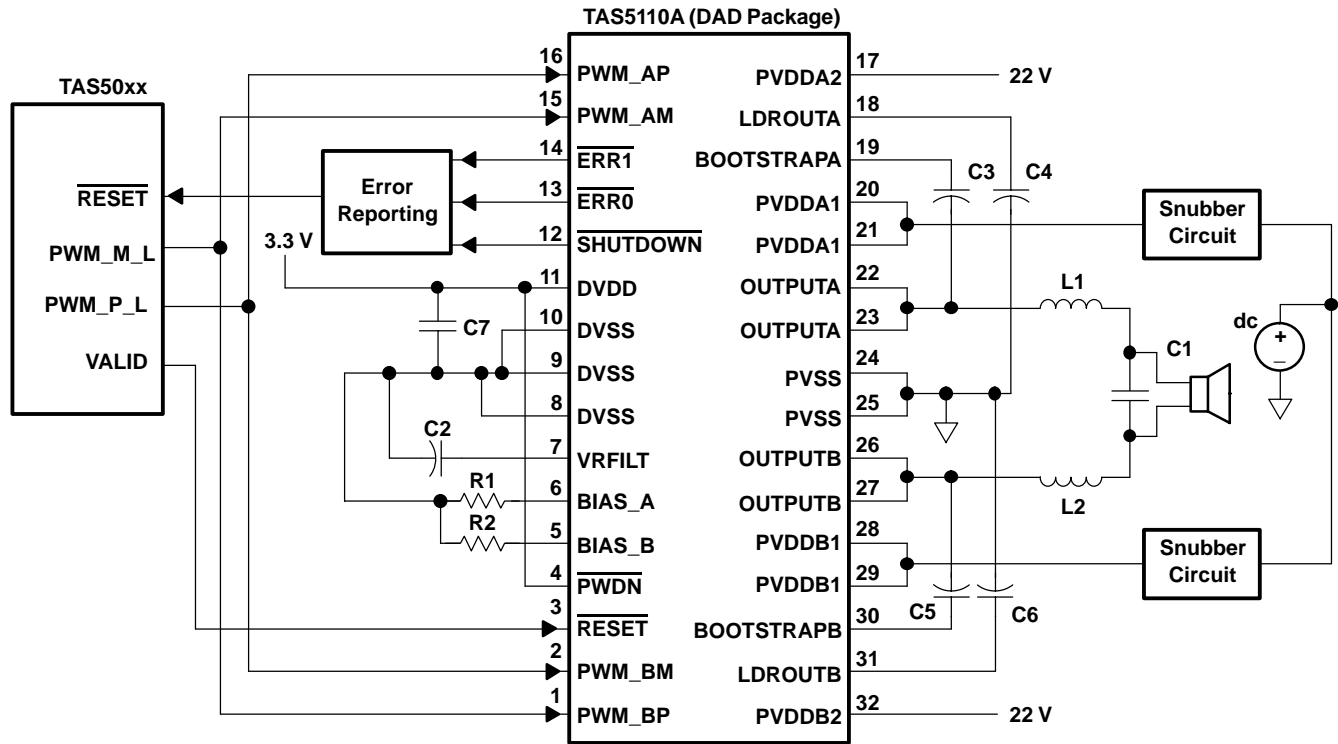 TAS5110A (DAD Package)
TAS50xx
RESET
PWM_M_L
PWM_P_L
VALID
Error
Reporting
3.3 V
C7
C2
R1
R2
16
PWM_AP
15
PWM_AM
14
ERR1
13
ERR0
12
SHUTDOWN
11
DVDD
10
DVSS
9
DVSS
8
DVSS
7
VRFILT
6
BIAS_A
5
BIAS_B
4
PWDN
3
RESET
2
PWM_BM
1
PWM_BP
PVDDA2
17
22 V
LDROUTA
18
BOOTSTRAPA
19
PVDDA1
20
PVDDA1
21
OUTPUTA
22
OUTPUTA
23
PVSS
24
PVSS
25
OUTPUTB
26
OUTPUTB
27
PVDDB1
28
PVDDB1
29
BOOTSTRAPB
30
LDROUTB
31
PVDDB2
32
22 V
C3
C4
Snubber
Circuit
L1
C1
dc
+
–
L2
Snubber
Circuit
C5
C6